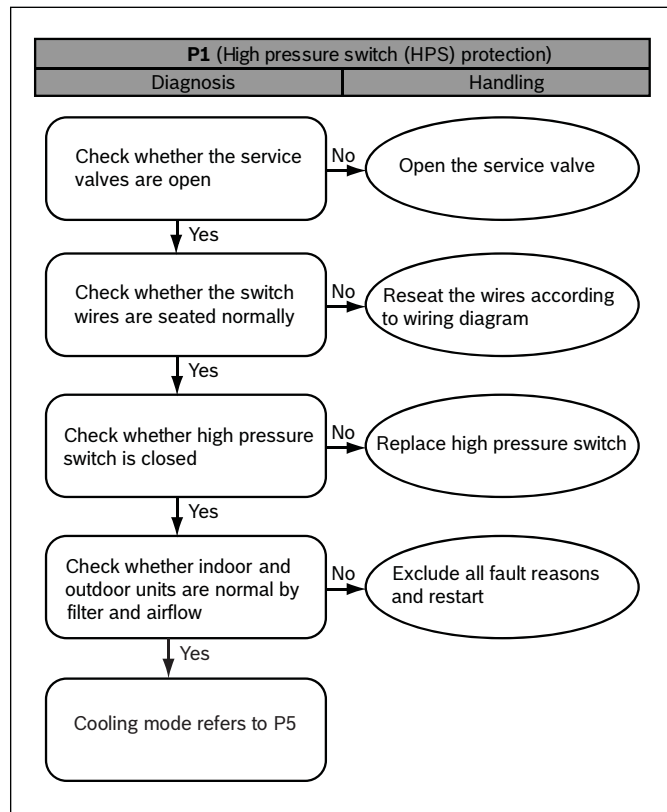 P1 (High pressure switch (HPS) protection)
Diagnosis
Handling
Check whether the service
valves are open
No
Open the service valve
Yes
Check whether the switch
wires are seated normally
No
Reseat the wires according
to wiring diagram
Yes
Check whether high pressure
switch is closed
No
Replace high pressure switch
Yes
Check whether indoor and
outdoor units are normal by
filter and airflow
No
Exclude all fault reasons
and restart
Yes
Cooling mode refers to P5